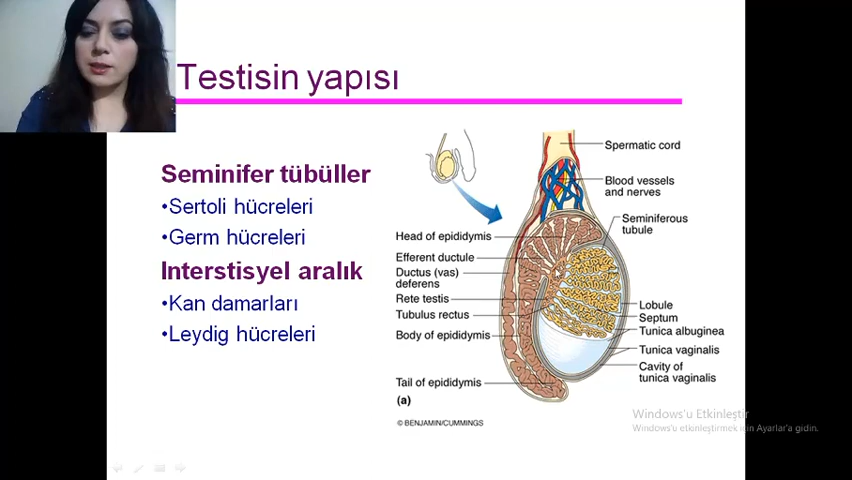 Testisin yapısı
Seminifer tübüller
•Sertoli hücreleri
•Germ hücreleri
Interstisyel aralık
•Kan damarları
•Leydig hücreleri
Spermatic cord
Blood vessels
and nerves
Seminiferous
tubule
Head of epididymis
Efferent ductule
Ductus (vas)
deferens
Rete testis
Tubulus rectus
Body of epididymis
Tail of epididymis
Lobule
Septum
Tunica albuginea
Tunica vaginalis
Cavity of
tunica vaginalis
(a)
© BENJAMIN/CUMMINGS
Windows'u Etkinleştir
Windows'u etkinleştirmek için Ayarlar'a gidin.